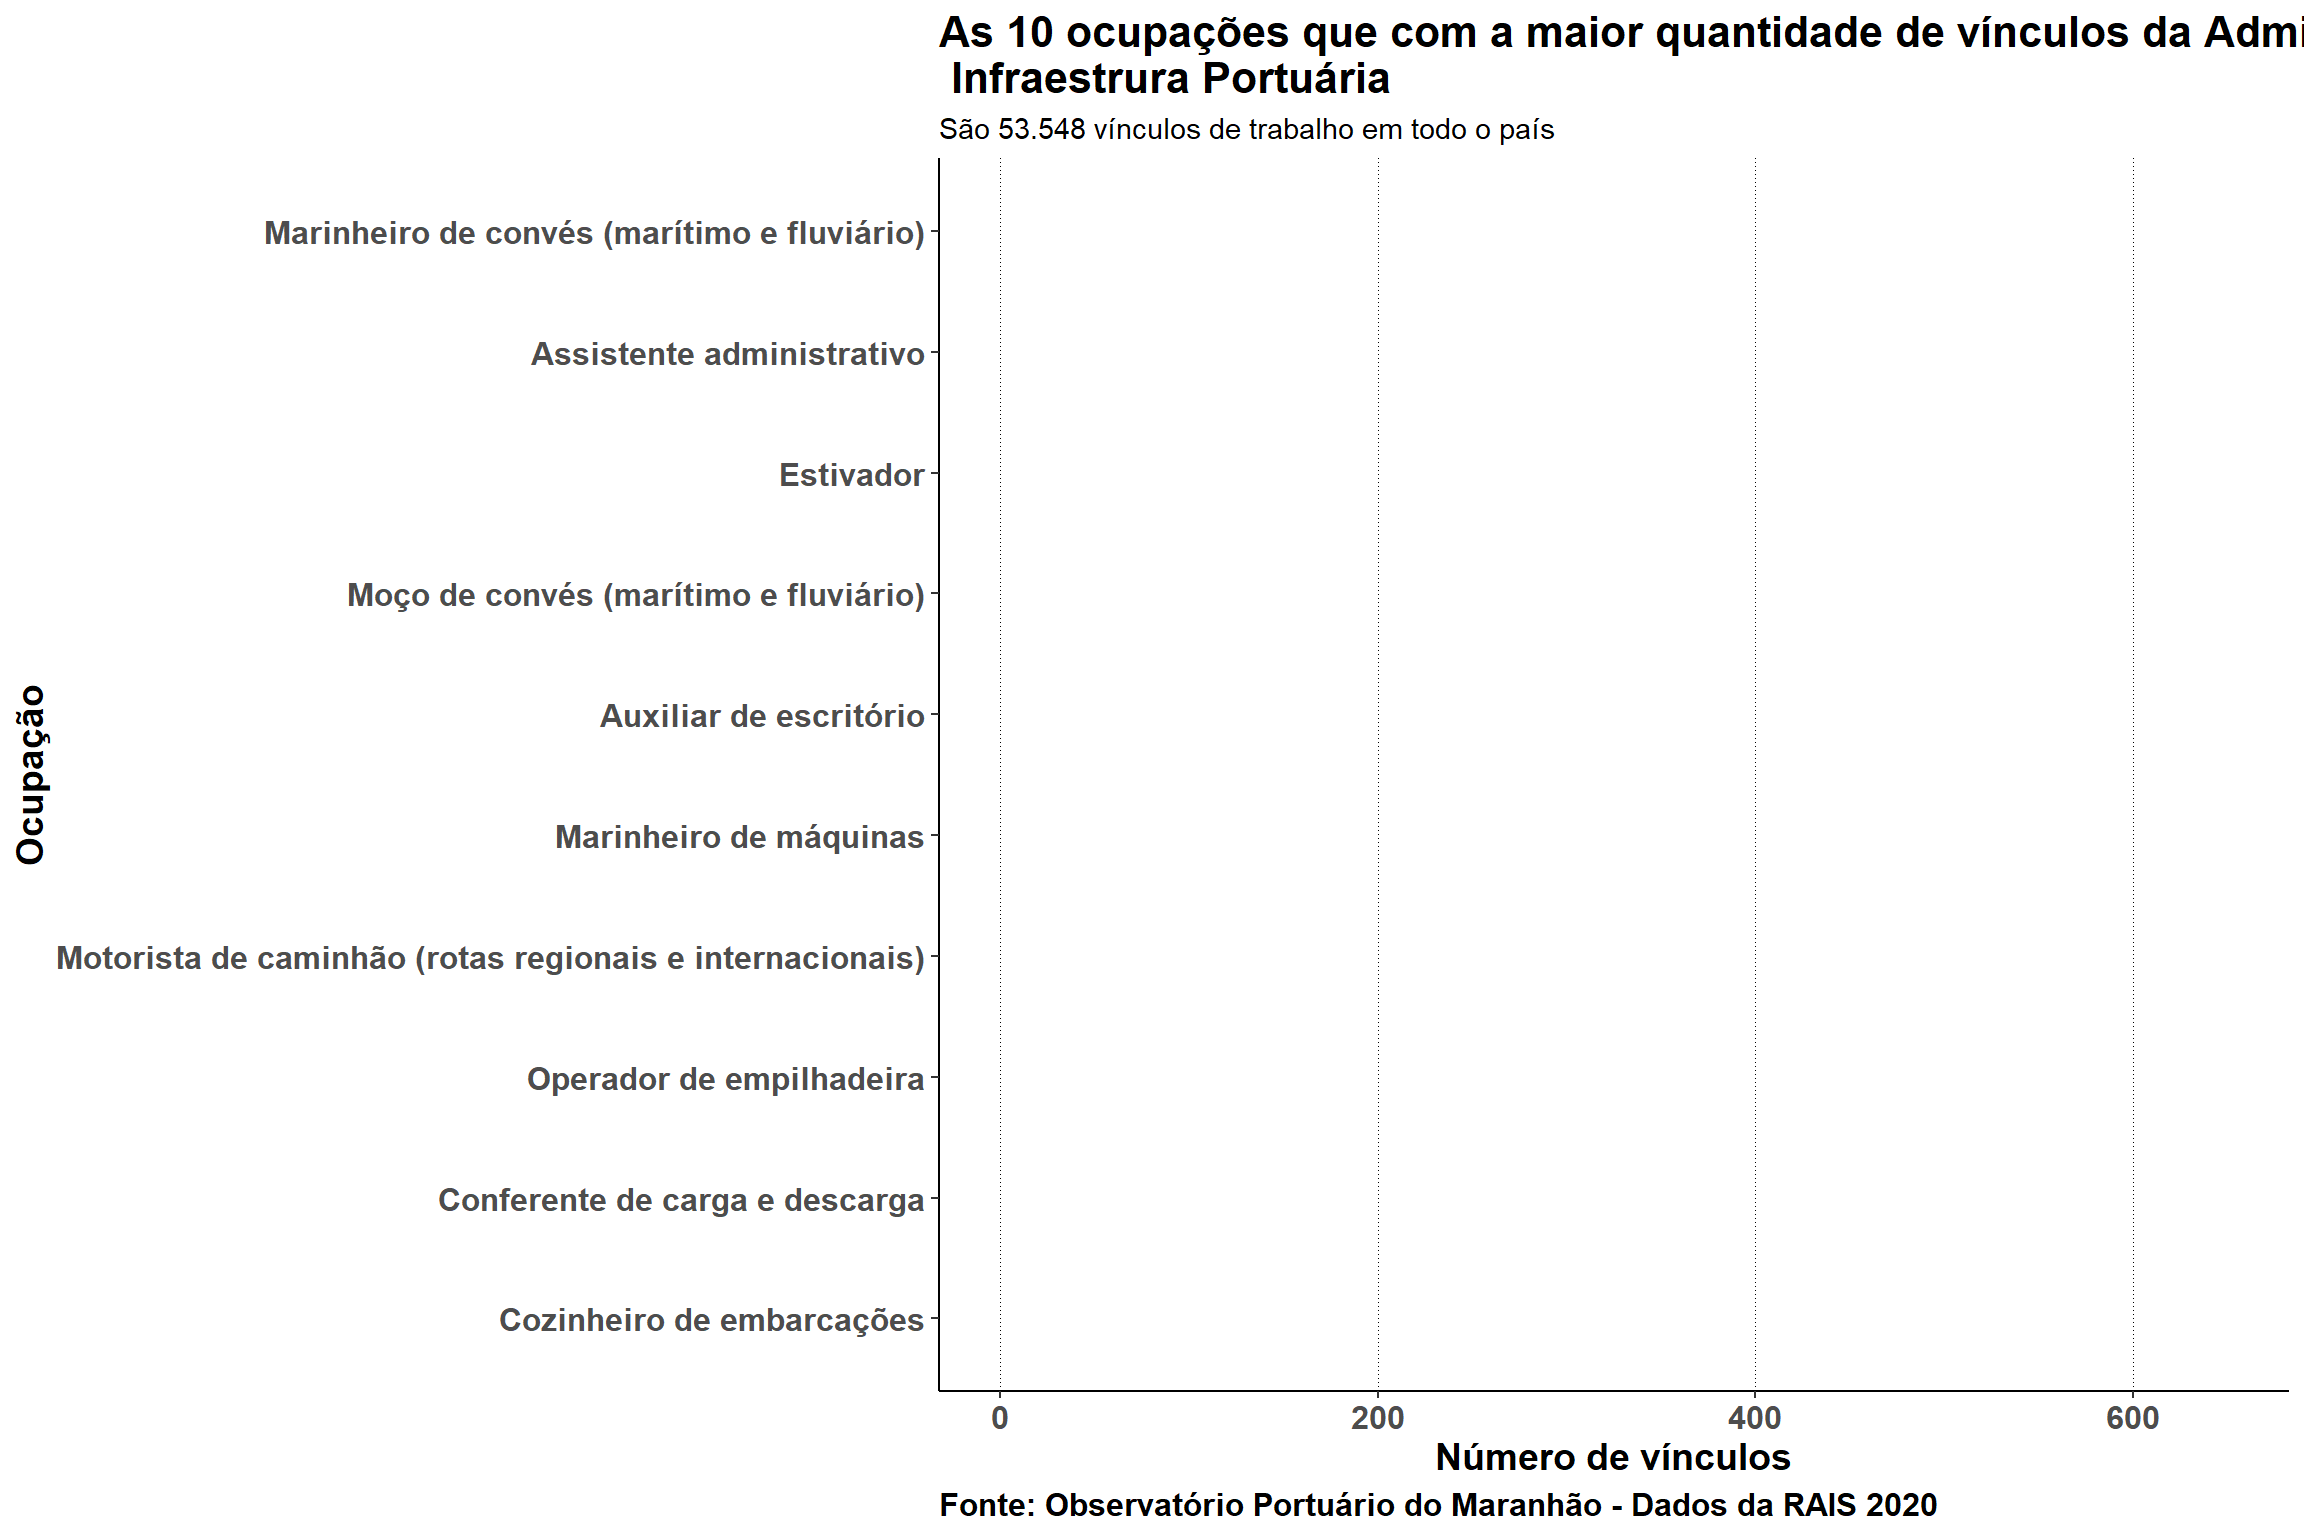 As 10 ocupações que com a maior quantidade de vínculos da Admi
Infraestrura Portuária
São 53.548 vínculos de trabalho em todo o país
Marinheiro de convés (marítimo e fluviário)
Assistente administrativo
Estivador
Moço de convés (marítimo e fluviário)
Auxiliar de escritório
Marinheiro de máquinas
Motorista de caminhão (rotas regionais e internacionais)
Operador de empilhadeira
Conferente de carga e descarga
Cozinheiro de embarcações
Ocupação
0 200 400 600
Número de vínculos
Fonte: Observatório Portuário do Maranhão - Dados da RAIS 2020